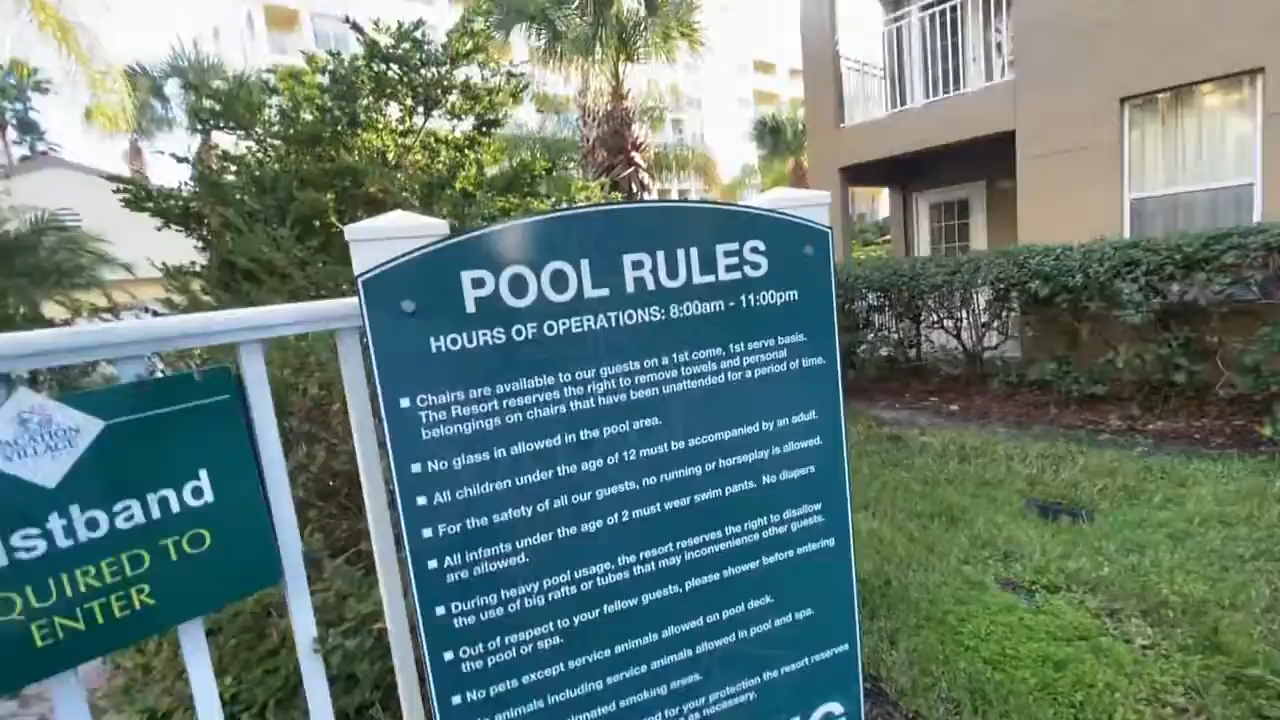 POOL RULES
HOURS OF OPERATIONS: 8:00am - 11:00pm
■ Chairs are available to our guests on a 1st come, 1st serve basis.
The Resort reserves the right to remove towels and personal
belongings on chairs that have been unattended for a period of time.
■ No glass in allowed in the pool area.
■ All children under the age of 12 must be accompanied by an adult.
■ For the safety of all our guests, no running or horseplay is allowed.
■ All infants under the age of 2 must wear swim pants. No diapers
are allowed.
■ During heavy pool usage, the resort reserves the right to disallow
the use of big rafts or tubes that may inconvenience other guests.
■ Out of respect to your fellow guests, please shower before entering
the pool or spa.
■ No pets except service animals allowed on pool deck.
animals including service animals allowed in pool and spa.
smoking areas.
for your protection the resort reserves
as necessary.
VILLAGE
ENTER